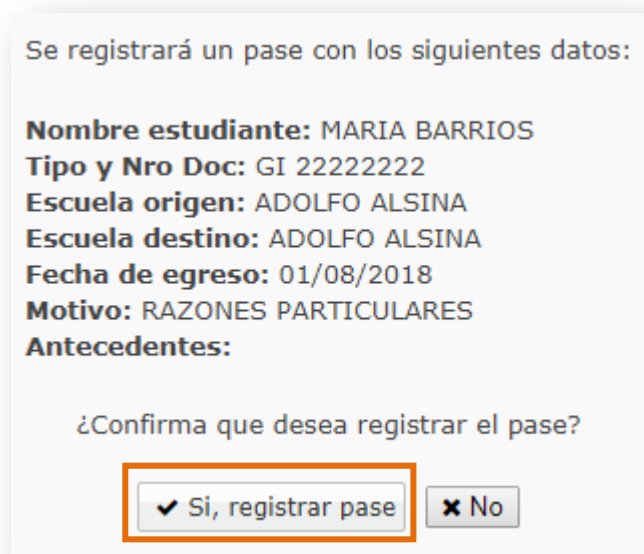 Se registrará un pase con los siguientes datos:
Nombre estudiante: MARIA BARRIOS
Tipo y Nro Doc: GI 22222222
Escuela origen: ADOLFO ALSINA
Escuela destino: ADOLFO ALSINA
Fecha de egreso: 01/08/2018
Motivo: RAZONES PARTICULARES
Antecedentes:
¿Confirma que desea registrar el pase?
✔ Si, registrar pase ✖ No